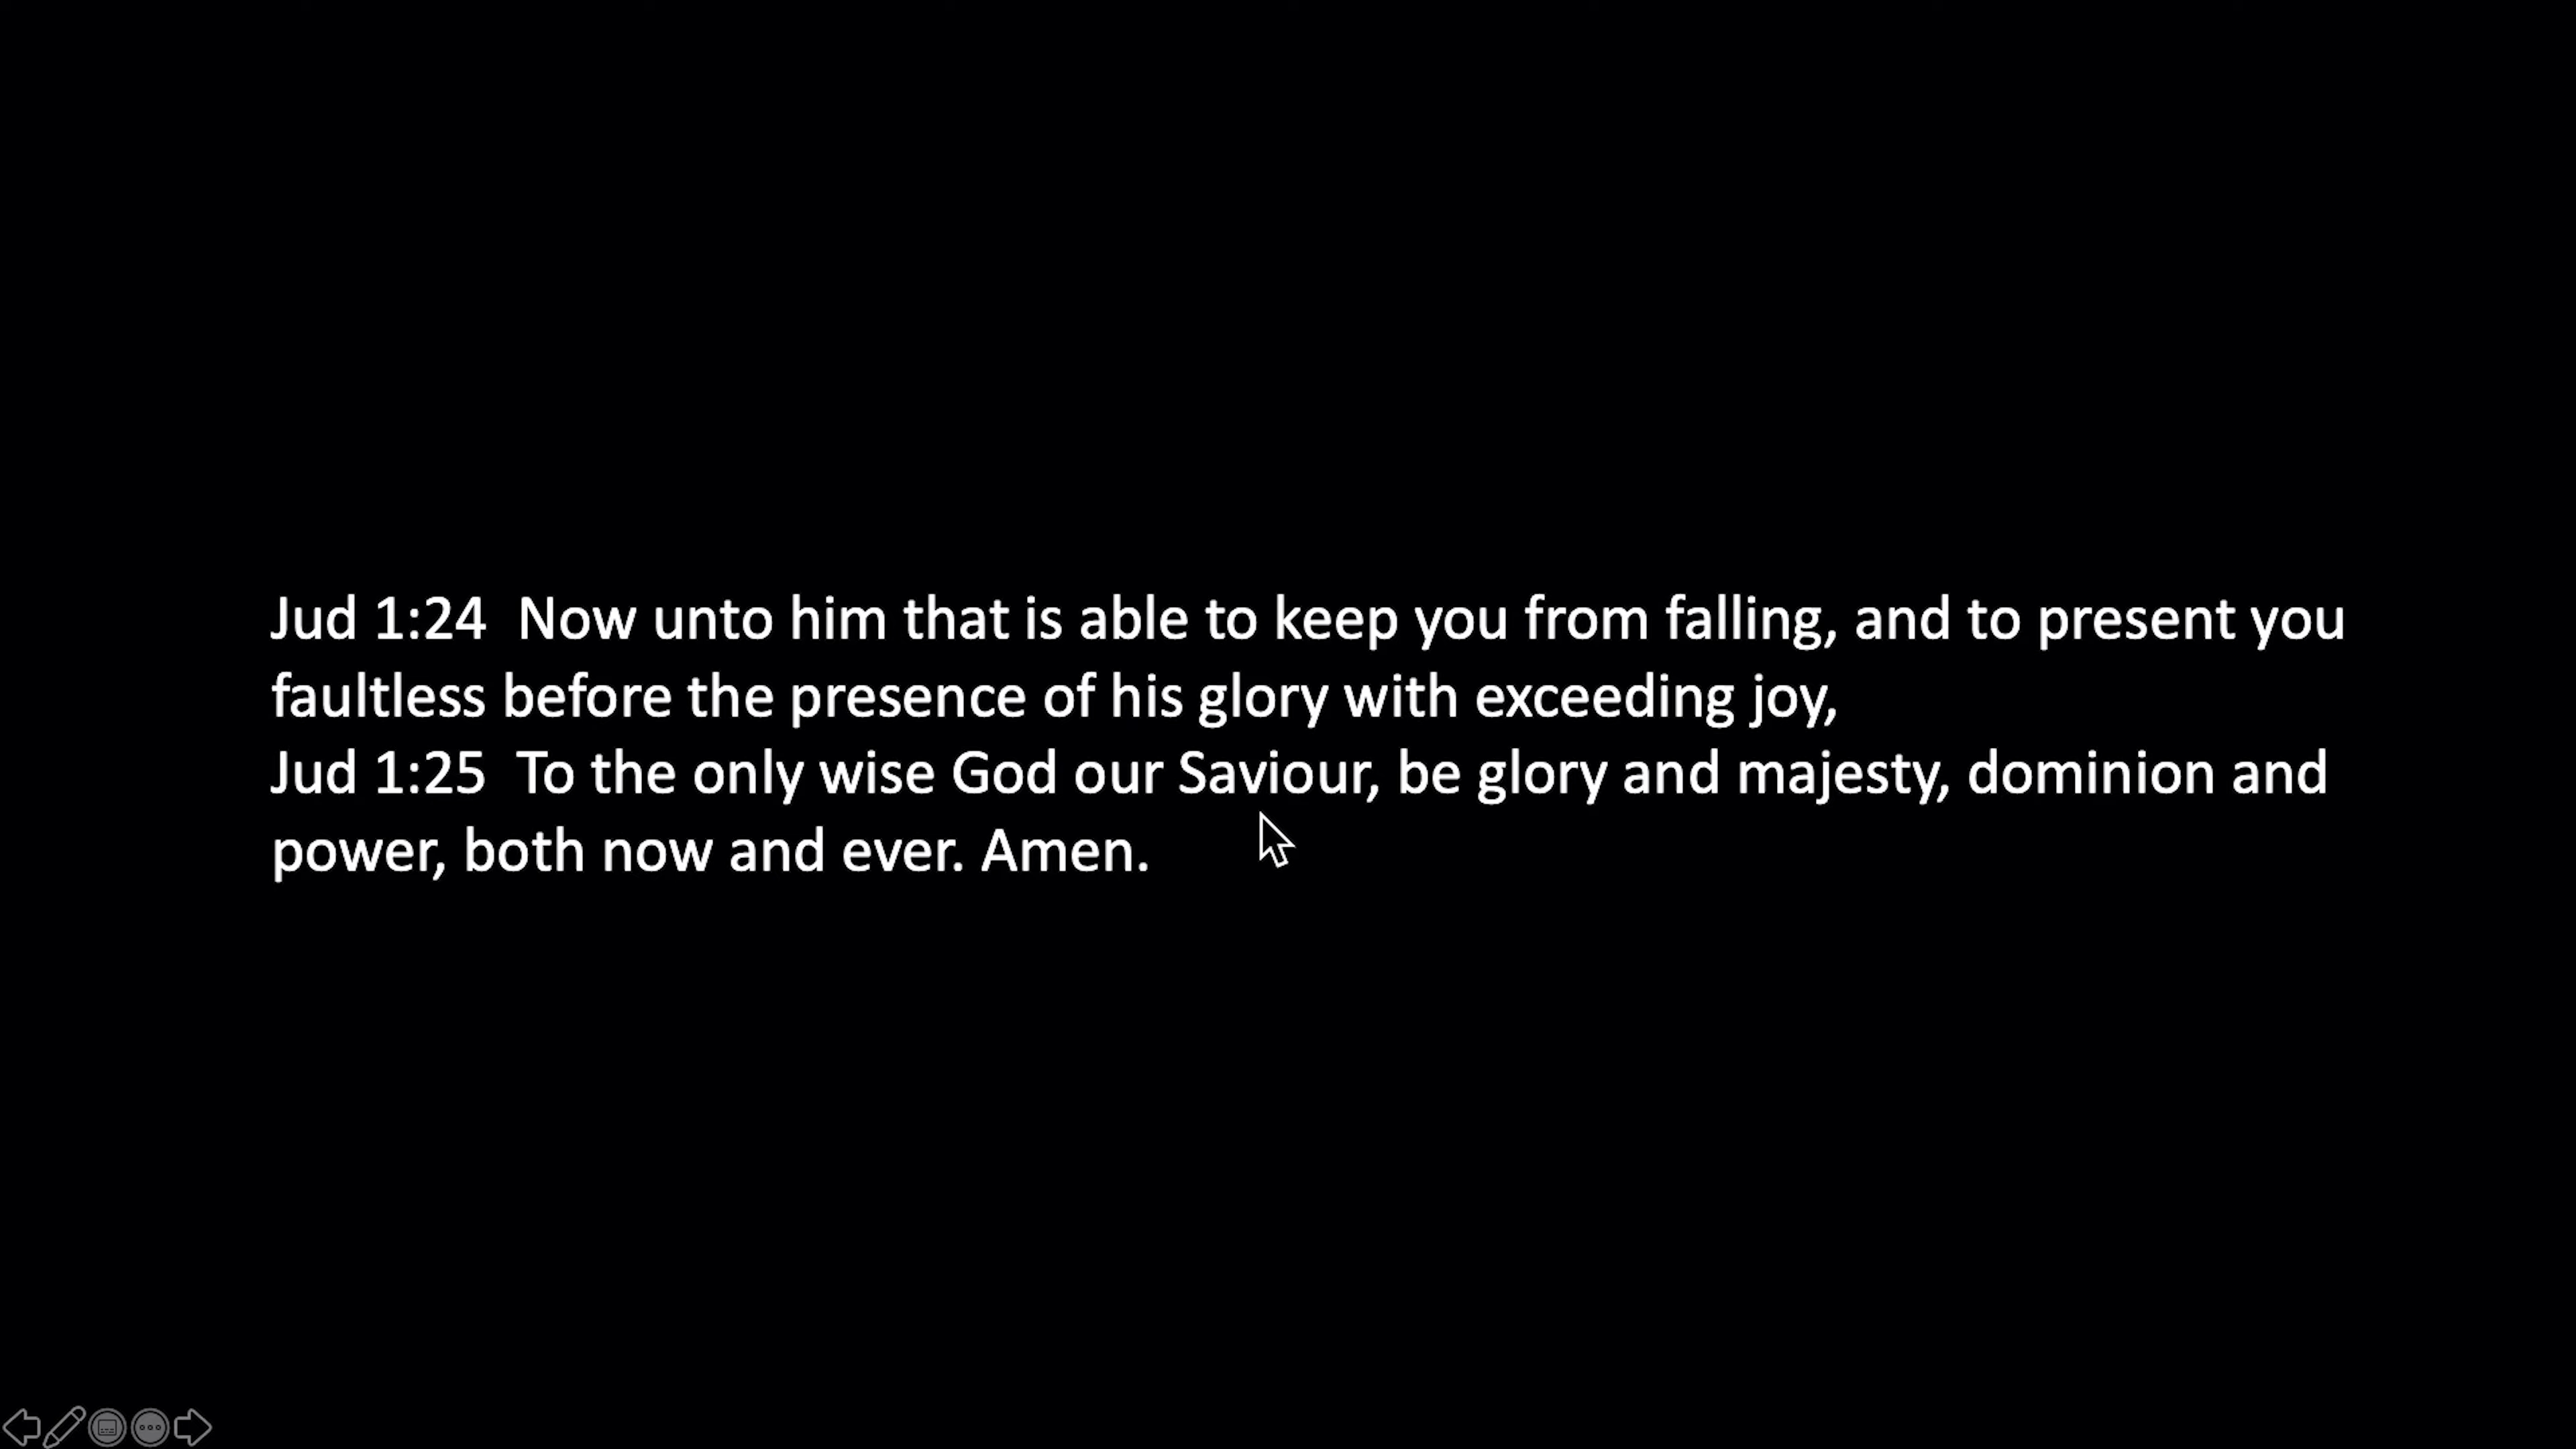 Jud 1:24  Now unto him that is able to keep you from falling, and to present you
faultless before the presence of his glory with exceeding joy,
Jud 1:25  To the only wise God our Saviour, be glory and majesty, dominion and
power, both now and ever. Amen.